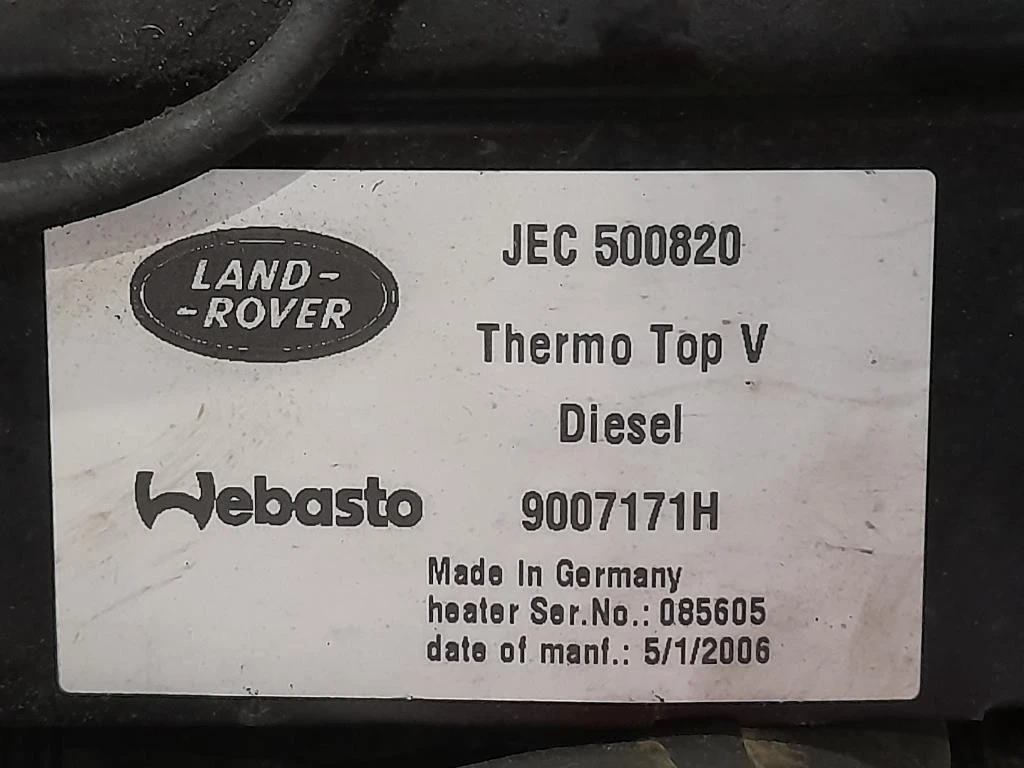 LAND-
-ROVER
JEC 500820
Thermo Top V
Diesel
Webasto
9007171H
Made In Germany
heater Ser.No.: 085605
date of manf.: 5/1/2006